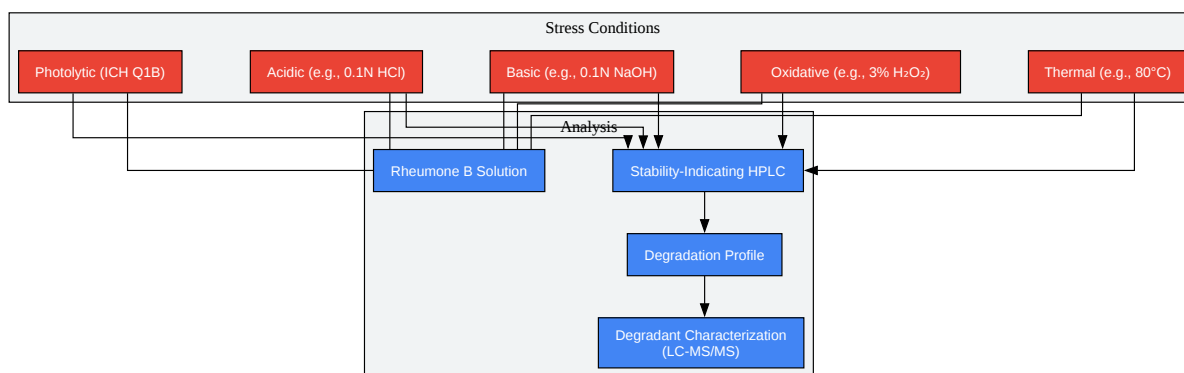 Stress Conditions
Photolytic (ICH Q1B)
Acidic (e.g., 0.1N HCl)
Basic (e.g., 0.1N NaOH)
Oxidative (e.g., 3% H₂O₂)
Thermal (e.g., 80°C)
Analysis
Rheumone B Solution
Stability-Indicating HPLC
Degradation Profile
Degradant Characterization
(LC-MS/MS)